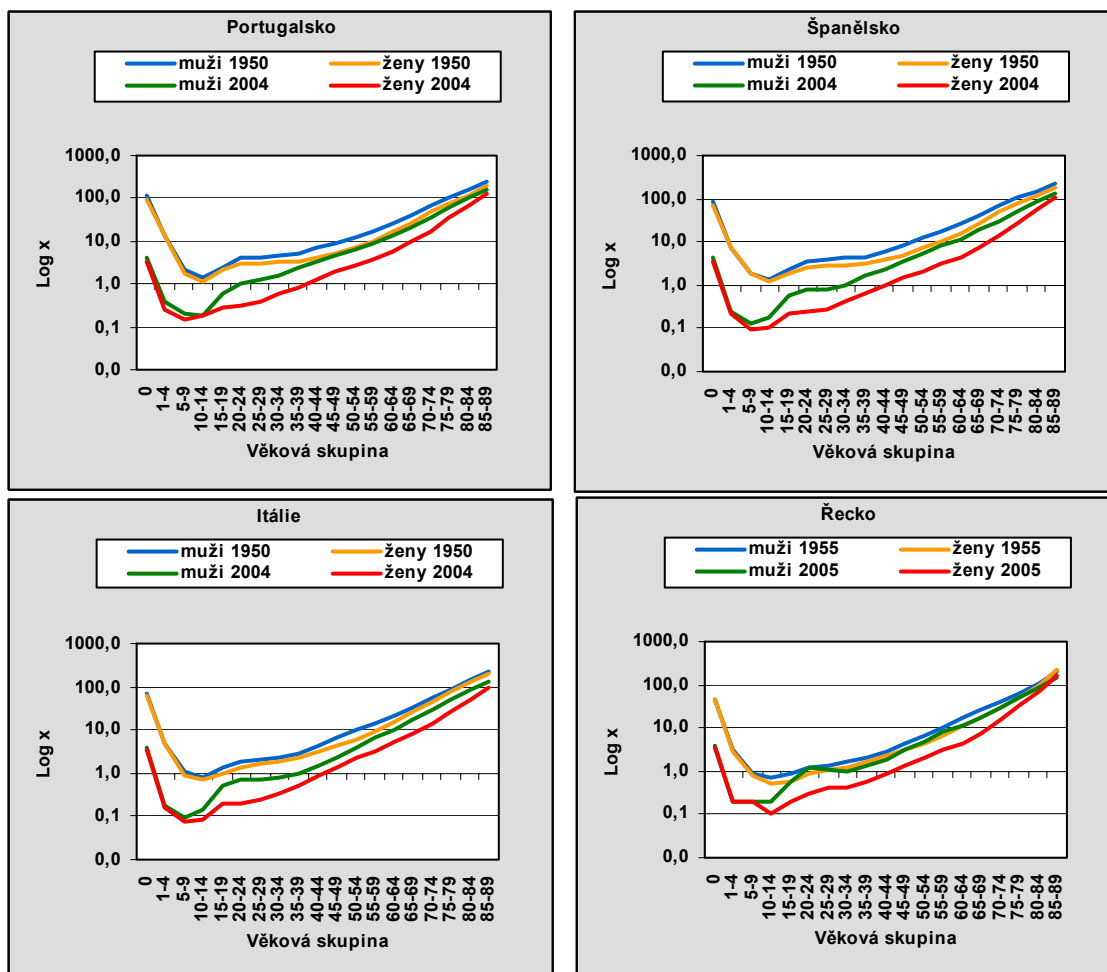 Portugalsko
muži 1950 ženy 1950
muži 2004 ženy 2004
Log x
1000,0
100,0
10,0
1,0
0,1
0,0
0 1-4 5-9 10-14 15-19 20-24 25-29 30-34 35-39 40-44 45-49 50-54 55-59 60-64 65-69 70-74 75-79 80-84 85-89
Věková skupina
Španělsko
muži 1950 ženy 1950
muži 2004 ženy 2004
Log x
1000,0
100,0
10,0
1,0
0,1
0,0
0 1-4 5-9 10-14 15-19 20-24 25-29 30-34 35-39 40-44 45-49 50-54 55-59 60-64 65-69 70-74 75-79 80-84 85-89
Věková skupina
Itálie
muži 1950 ženy 1950
muži 2004 ženy 2004
Log x
1000,0
100,0
10,0
1,0
0,1
0,0
0 1-4 5-9 10-14 15-19 20-24 25-29 30-34 35-39 40-44 45-49 50-54 55-59 60-64 65-69 70-74 75-79 80-84 85-89
Věková skupina
Řecko
muži 1955 ženy 1955
muži 2005 ženy 2005
Log x
1000,0
100,0
10,0
1,0
0,1
0,0
0 1-4 5-9 10-14 15-19 20-24 25-29 30-34 35-39 40-44 45-49 50-54 55-59 60-64 65-69 70-74 75-79 80-84 85-89
Věková skupina